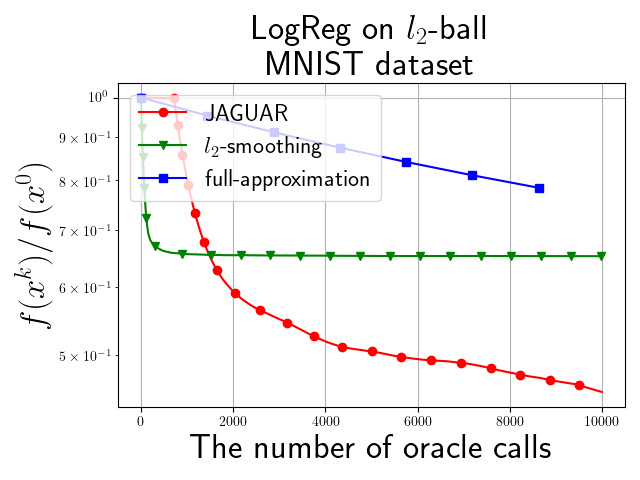 LogReg on l₂-ball
MNIST dataset
f(x^k)/f(x^0)
10⁰
9 × 10⁻¹
8 × 10⁻¹
7 × 10⁻¹
6 × 10⁻¹
5 × 10⁻¹
JAGUAR
l₂-smoothing
full-approximation
0 2000 4000 6000 8000 10000
The number of oracle calls